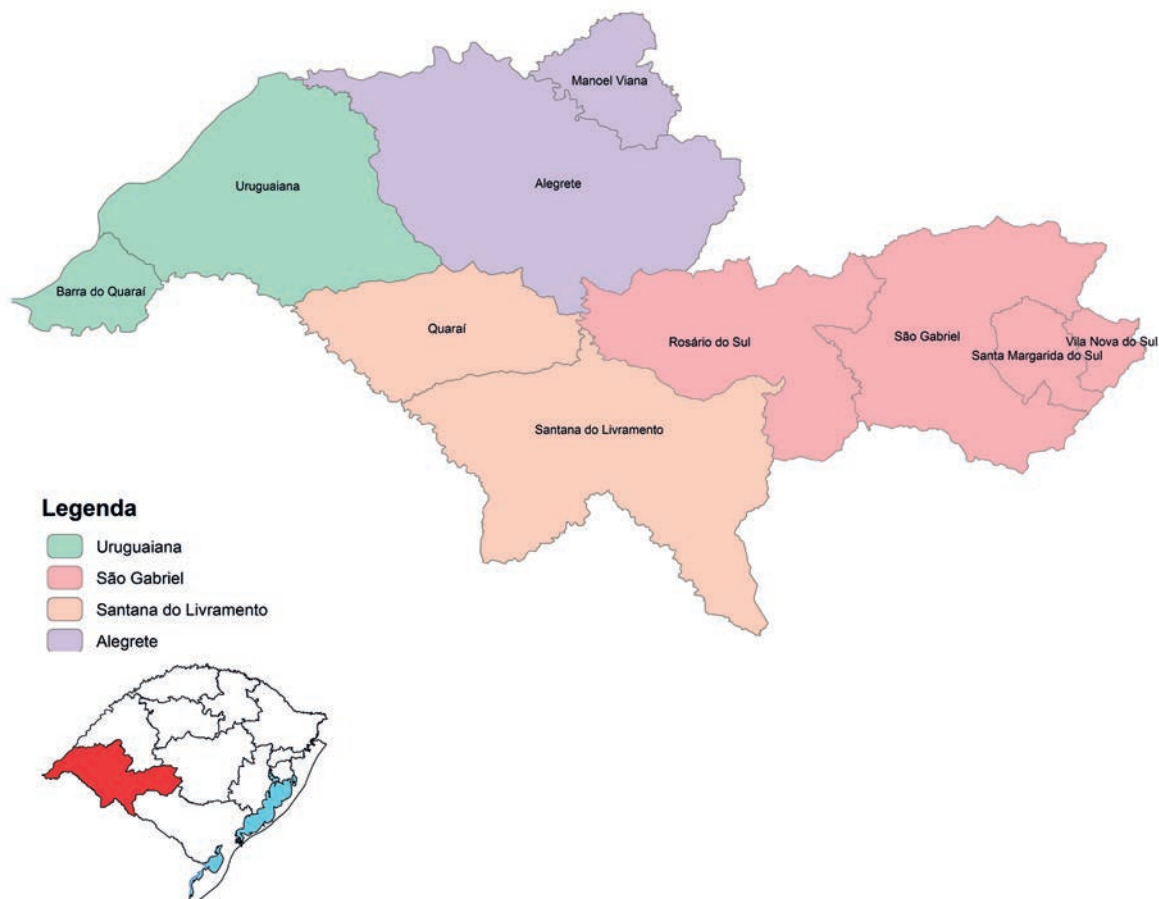 Manoel Viana
Uruguaiana
Alegrete
Barra do Quaraí
Quaraí
Rosário do Sul
São Gabriel
Vila Nova do Sul
Santa Margarida do Sul
Santana do Livramento
Legenda
Uruguaiana
São Gabriel
Santana do Livramento
Alegrete